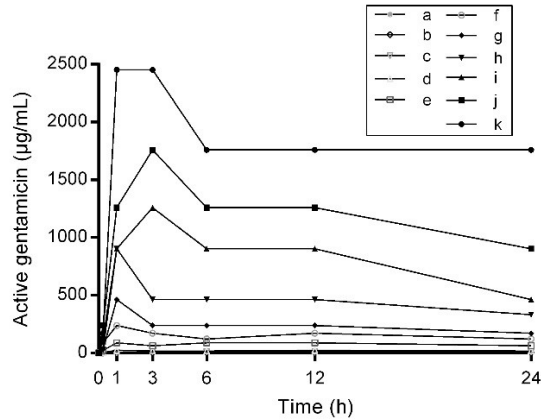 a f
b g
c h
d i
e j
k
2500
2000
1500
1000
500
0
Active gentamicin (µg/mL)
0 1 3 6 12 24
Time (h)